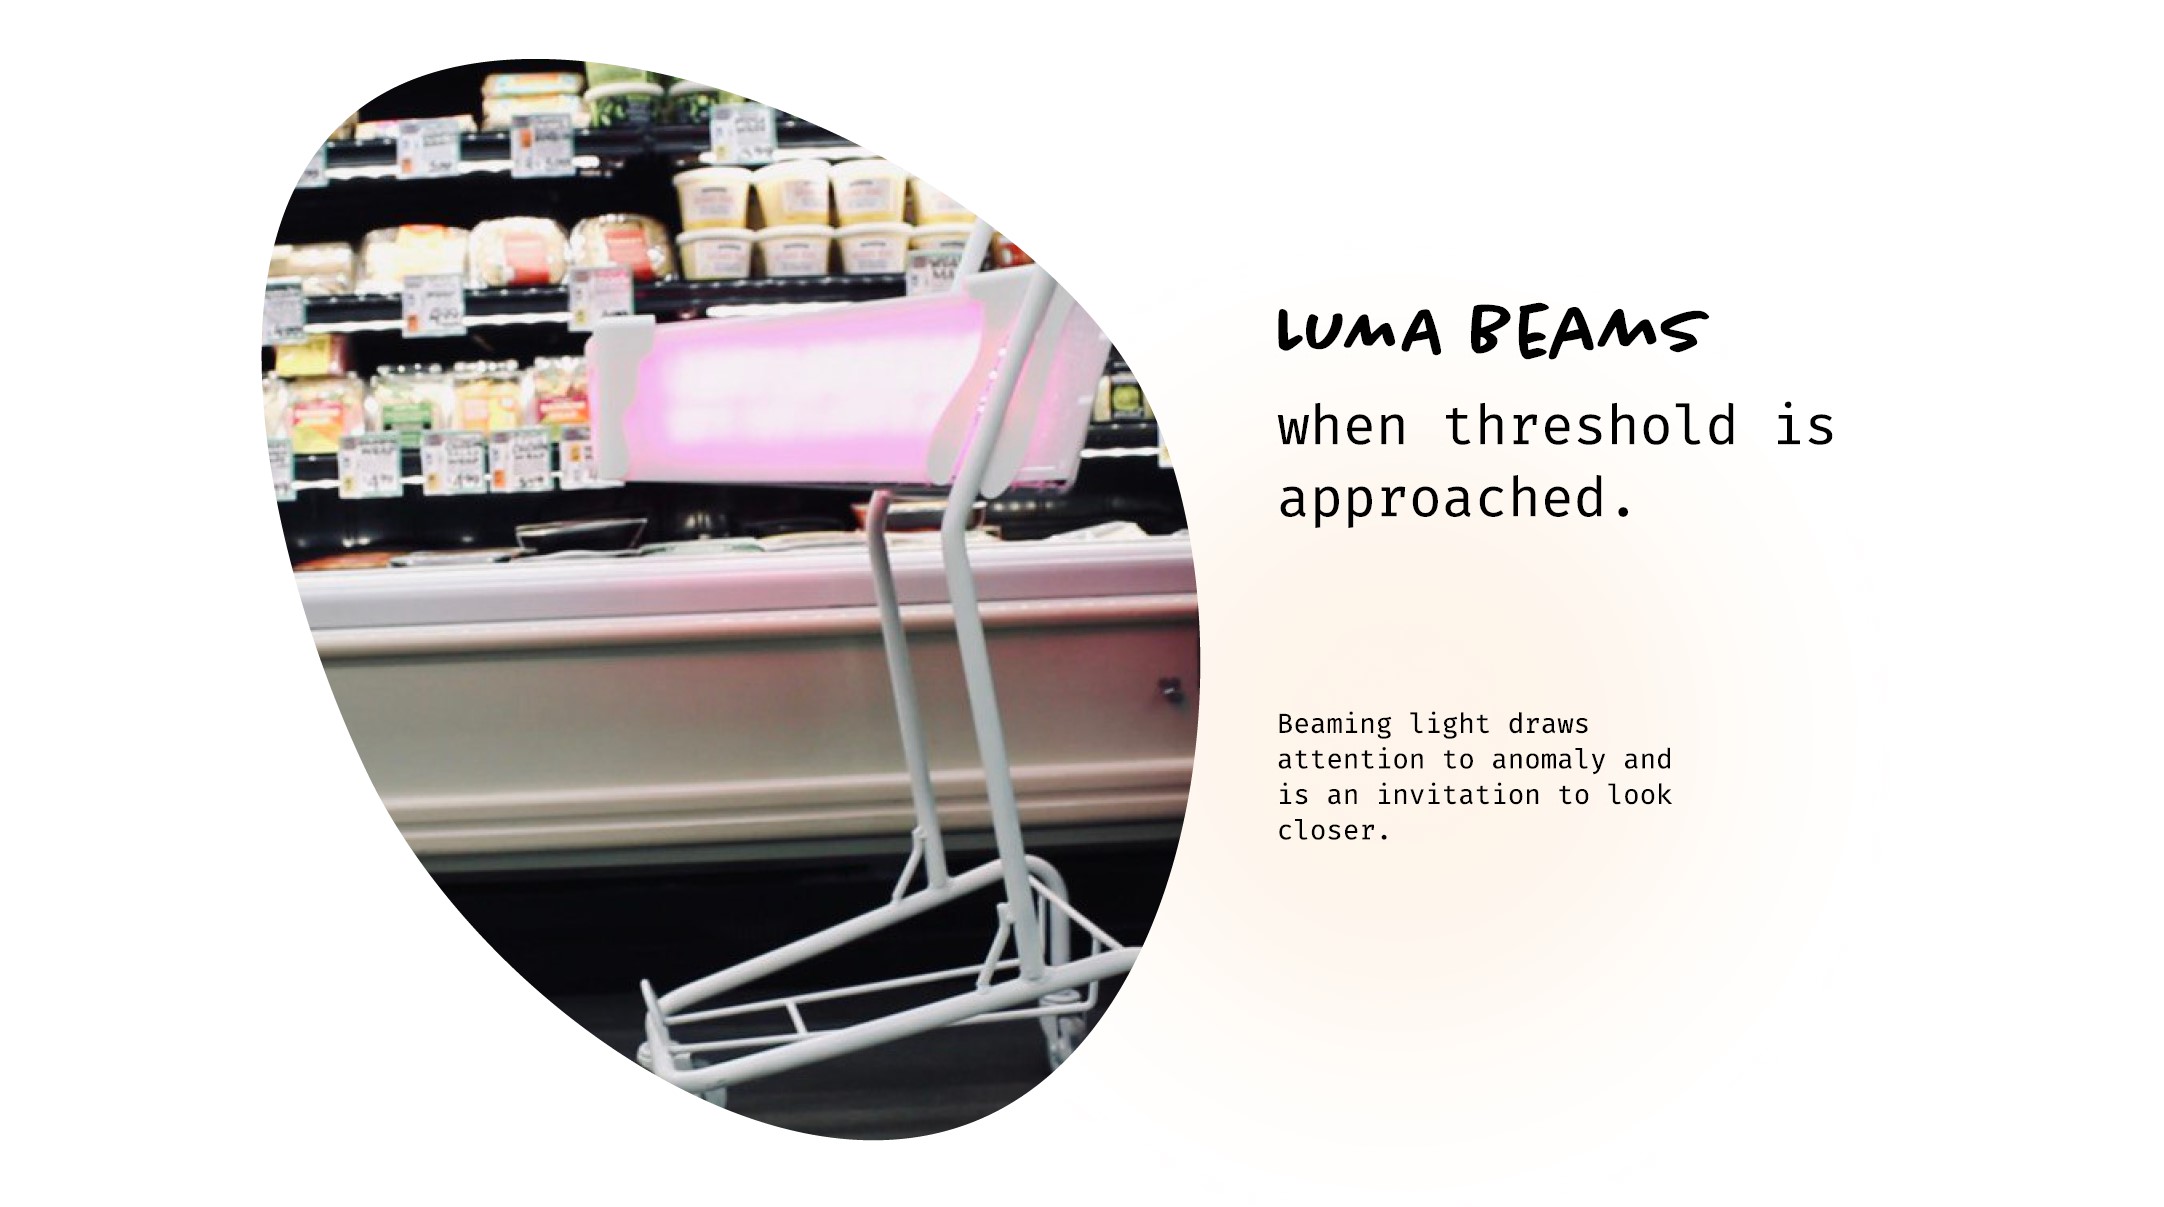 LUMA BEAMS
when threshold is
approached.
Beaming light draws
attention to anomaly and
is an invitation to look
closer.